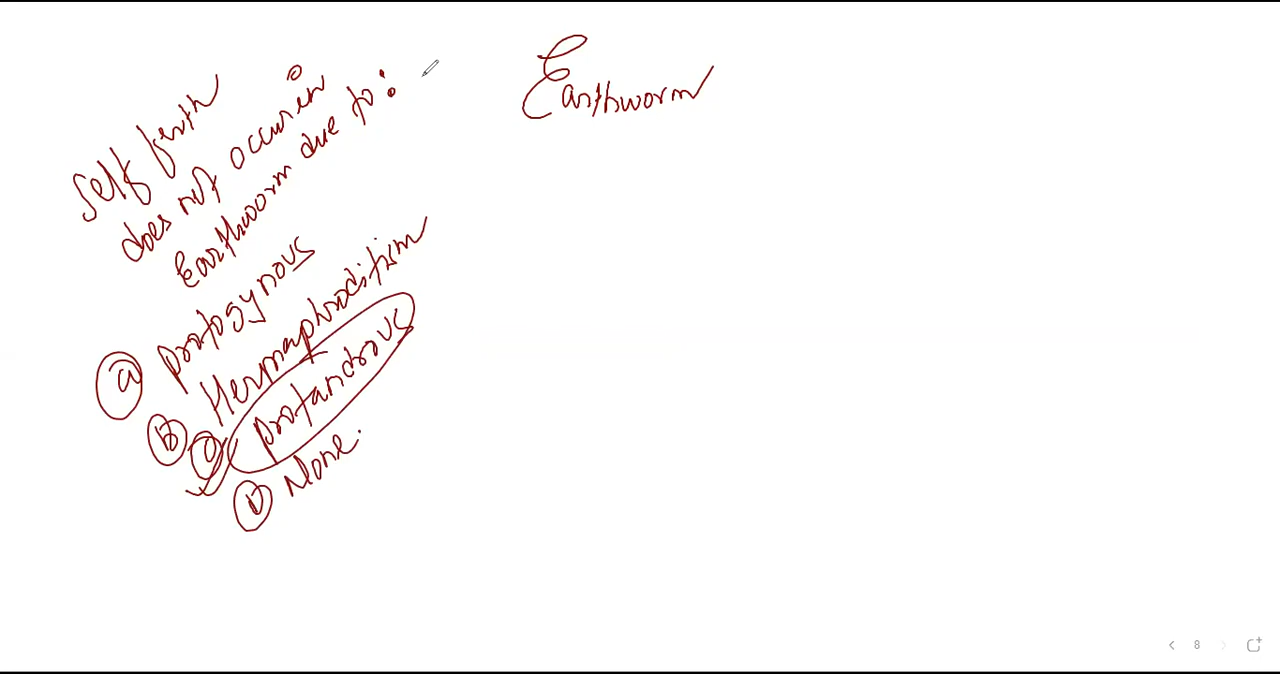 Earthworm
Self fertn
does not occur in
Earthworm due to:
a protogynous
b Hermaphroditism
c protandrous
D None.
8